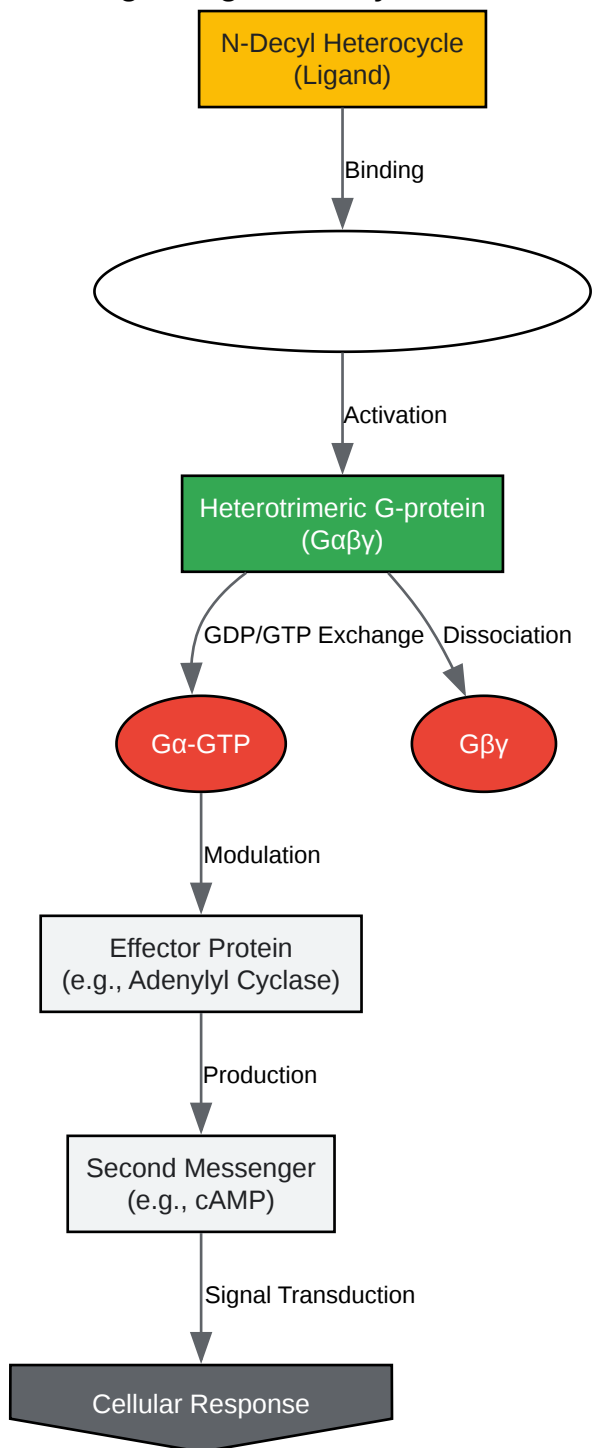 N-Decyl Heterocycle
(Ligand)
Binding
Activation
Heterotrimeric G-protein
(Gαβγ)
GDP/GTP Exchange
Dissociation
Gα-GTP
Gβγ
Modulation
Effector Protein
(e.g., Adenylyl Cyclase)
Production
Second Messenger
(e.g., cAMP)
Signal Transduction
Cellular Response